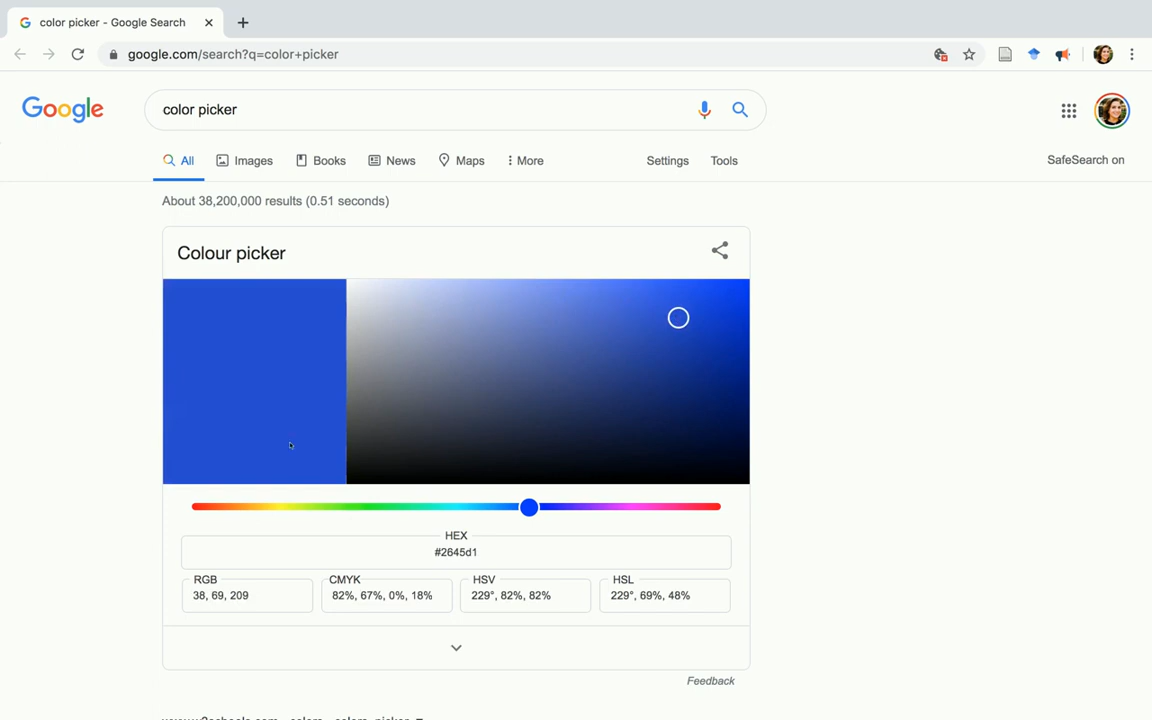 color picker - Google Search
google.com/search?q=color+picker
Google
color picker
All
Images
Books
News
Maps
More
Settings
Tools
SafeSearch on
About 38,200,000 results (0.51 seconds)
Colour picker
HEX
#2645d1
RGB
38, 69, 209
CMYK
82%, 67%, 0%, 18%
HSV
229°, 82%, 82%
HSL
229°, 69%, 48%
Feedback